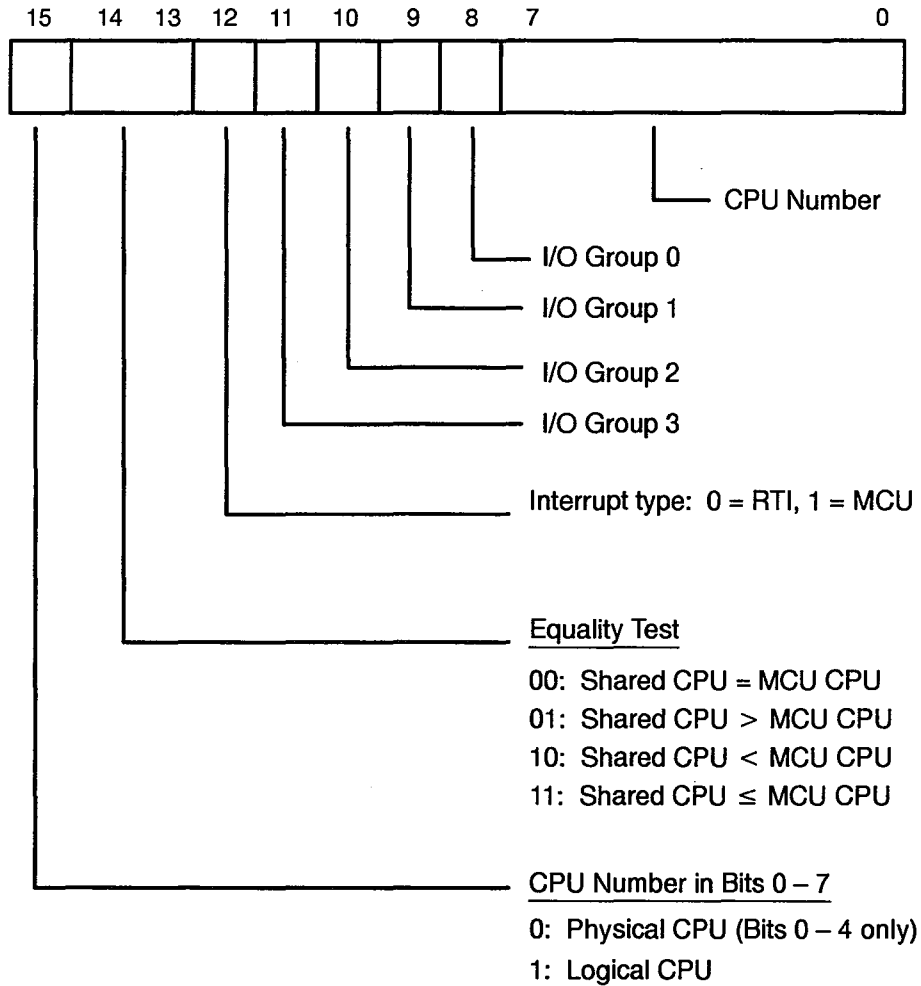 15 14 13 12 11 10 9 8 7 0
CPU Number
I/O Group 0
I/O Group 1
I/O Group 2
I/O Group 3
Interrupt type: 0 = RTI, 1 = MCU
Equality Test
00: Shared CPU = MCU CPU
01: Shared CPU > MCU CPU
10: Shared CPU < MCU CPU
11: Shared CPU ≤ MCU CPU
CPU Number in Bits 0 – 7
0: Physical CPU (Bits 0 – 4 only)
1: Logical CPU